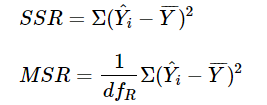 SSR = Σ(Ŷᵢ − Y̅)²
MSR = 1/df_R Σ(Ŷᵢ − Y̅)²